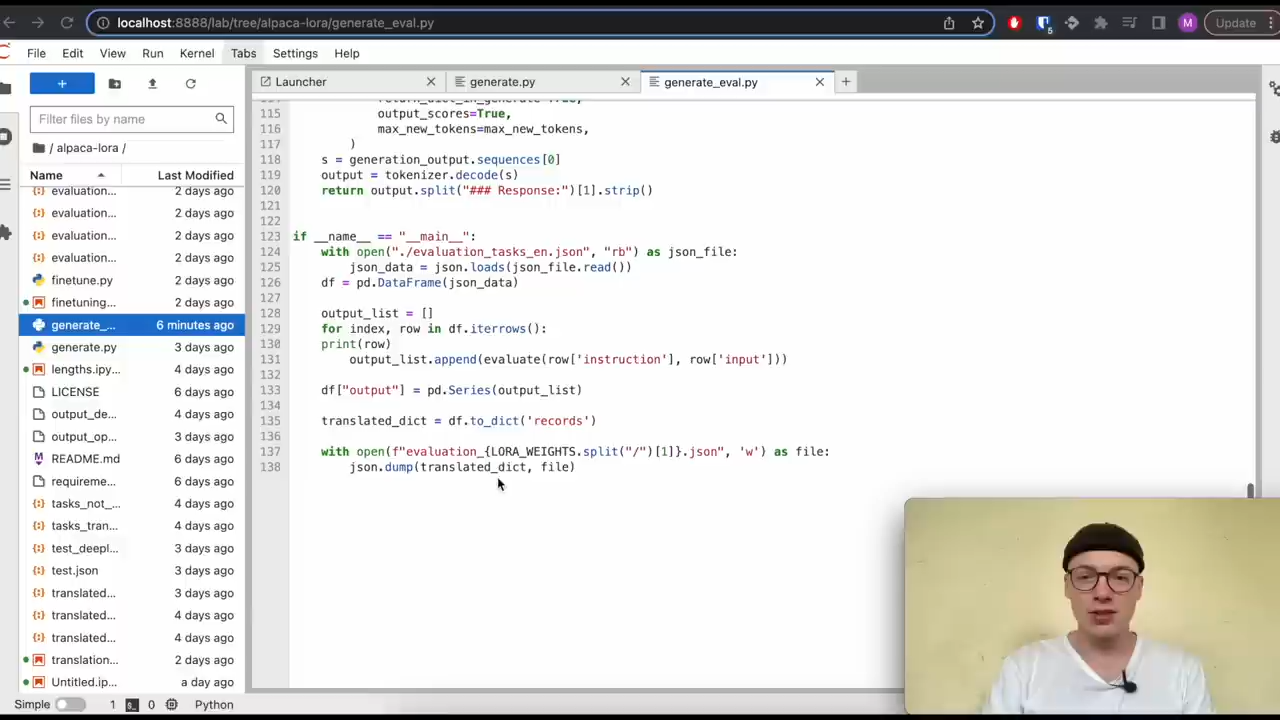 localhost:8888/lab/tree/alpaca-lora/generate_eval.py
5
M
Update
File Edit View Run Kernel Tabs Settings Help
Launcher
generate.py
generate_eval.py
Filter files by name
/ alpaca-lora /
Name Last Modified
evaluation... 2 days ago
evaluation... 2 days ago
evaluation... 2 days ago
evaluation... 2 days ago
finetune.py 2 days ago
finetuning... 2 days ago
generate_... 6 minutes ago
generate.py 3 days ago
lengths.ipy... 4 days ago
LICENSE 6 days ago
output_de... 4 days ago
output_op... 3 days ago
README.md 6 days ago
requireme... 6 days ago
tasks_not_... 4 days ago
tasks_tran... 4 days ago
test_deepl... 3 days ago
test.json 3 days ago
translated... 3 days ago
translated... 4 days ago
translated... 4 days ago
translation... 2 days ago
Untitled.ip... a day ago
115 output_scores=True,
116 max_new_tokens=max_new_tokens,
117 )
118 s = generation_output.sequences[0]
119 output = tokenizer.decode(s)
120 return output.split("### Response:")[1].strip()
121
122
123 if __name__ == "__main__":
124 with open("./evaluation_tasks_en.json", "rb") as json_file:
125 json_data = json.loads(json_file.read())
126 df = pd.DataFrame(json_data)
127
128 output_list = []
129 for index, row in df.iterrows():
130 print(row)
131 output_list.append(evaluate(row['instruction'], row['input']))
132
133 df["output"] = pd.Series(output_list)
134
135 translated_dict = df.to_dict('records')
136
137 with open(f"evaluation_{LORA_WEIGHTS.split("/")[1]}.json", 'w') as file:
138 json.dump(translated_dict, file)
Simple 1 0 Python